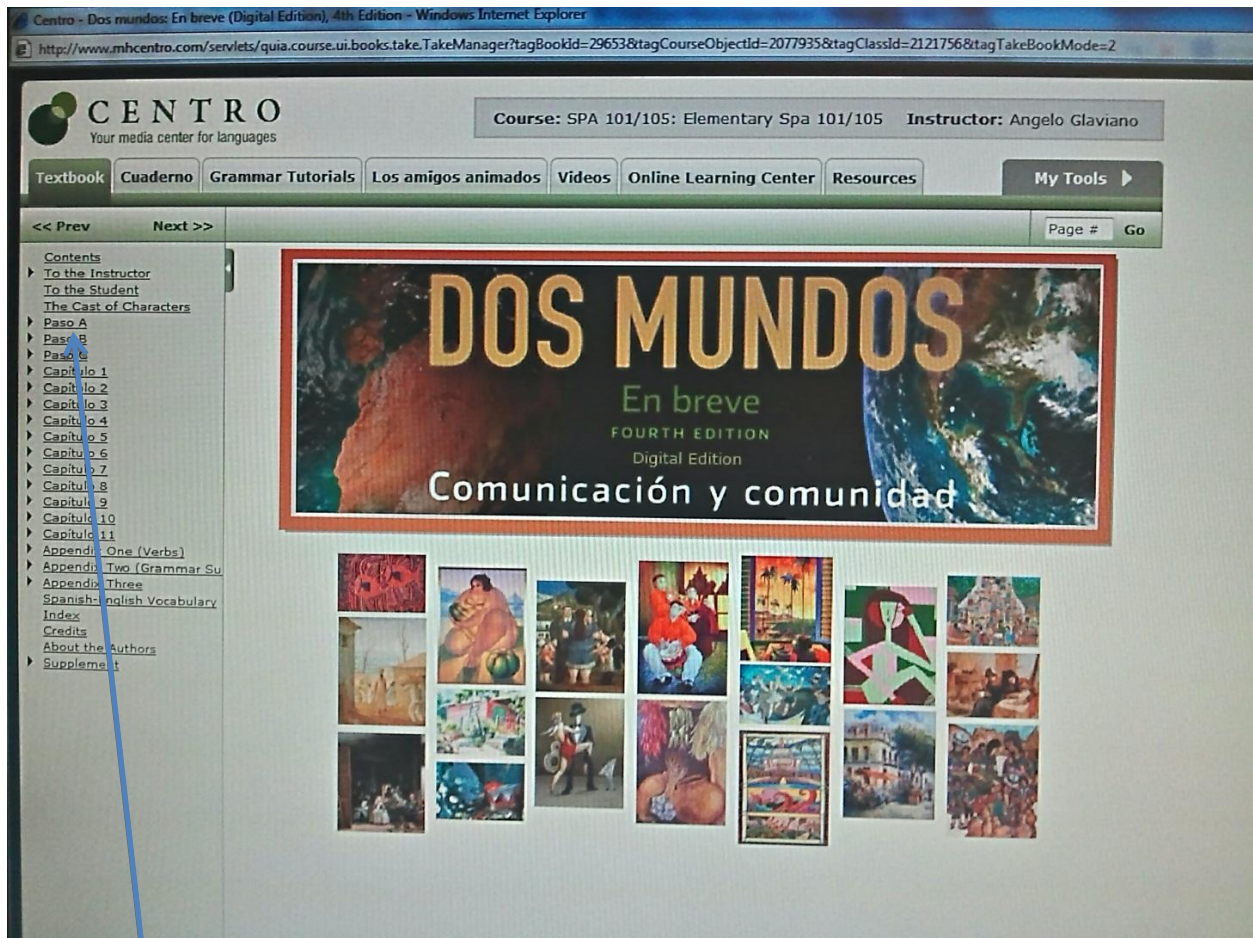 Centro - Dos mundos: En breve (Digital Edition), 4th Edition - Windows Internet Explorer
http://www.mhcentro.com/servlets/quia.course.ui.books.take.TakeManager?tagBookId=29653&tagCourseObjectId=2077935&tagClassId=2121756&tagTakeBookMode=2
CENTRO
Your media center for languages
Course: SPA 101/105: Elementary Spa 101/105 Instructor: Angelo Glaviano
Textbook Cuaderno Grammar Tutorials Los amigos animados Videos Online Learning Center Resources My Tools
<< Prev Next >> Page # Go
Contents
To the Instructor
To the Student
The Cast of Characters
Paso A
Paso B
Paso C
Capítulo 1
Capítulo 2
Capítulo 3
Capítulo 4
Capítulo 5
Capítulo 6
Capítulo 7
Capítulo 8
Capítulo 9
Capítulo 10
Capítulo 11
Appendix One (Verbs)
Appendix Two (Grammar Su
Appendix Three
Spanish-English Vocabulary
Index
Credits
About the Authors
Supplement
DOS MUNDOS
En breve
FOURTH EDITION
Digital Edition
Comunicación y comunidad